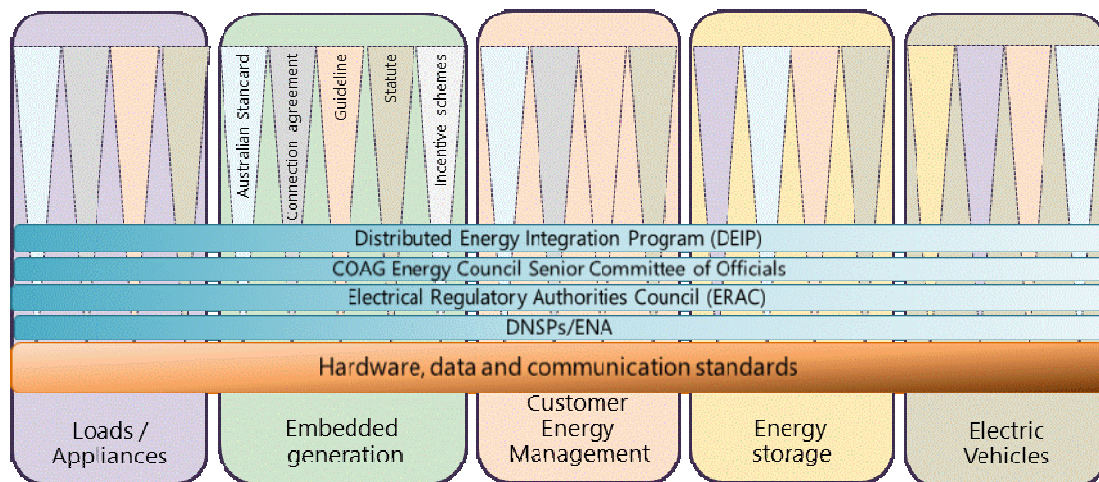 Australian Standard
Connection agreement
Guideline
Statute
Incentive schemes
Distributed Energy Integration Program (DEIP)
COAG Energy Council Senior Committee of Officials
Electrical Regulatory Authorities Council (ERAC)
DNSPs/ENA
Hardware, data and communication standards
Loads /
Appliances
Embedded
generation
Customer
Energy
Management
Energy
storage
Electric
Vehicles